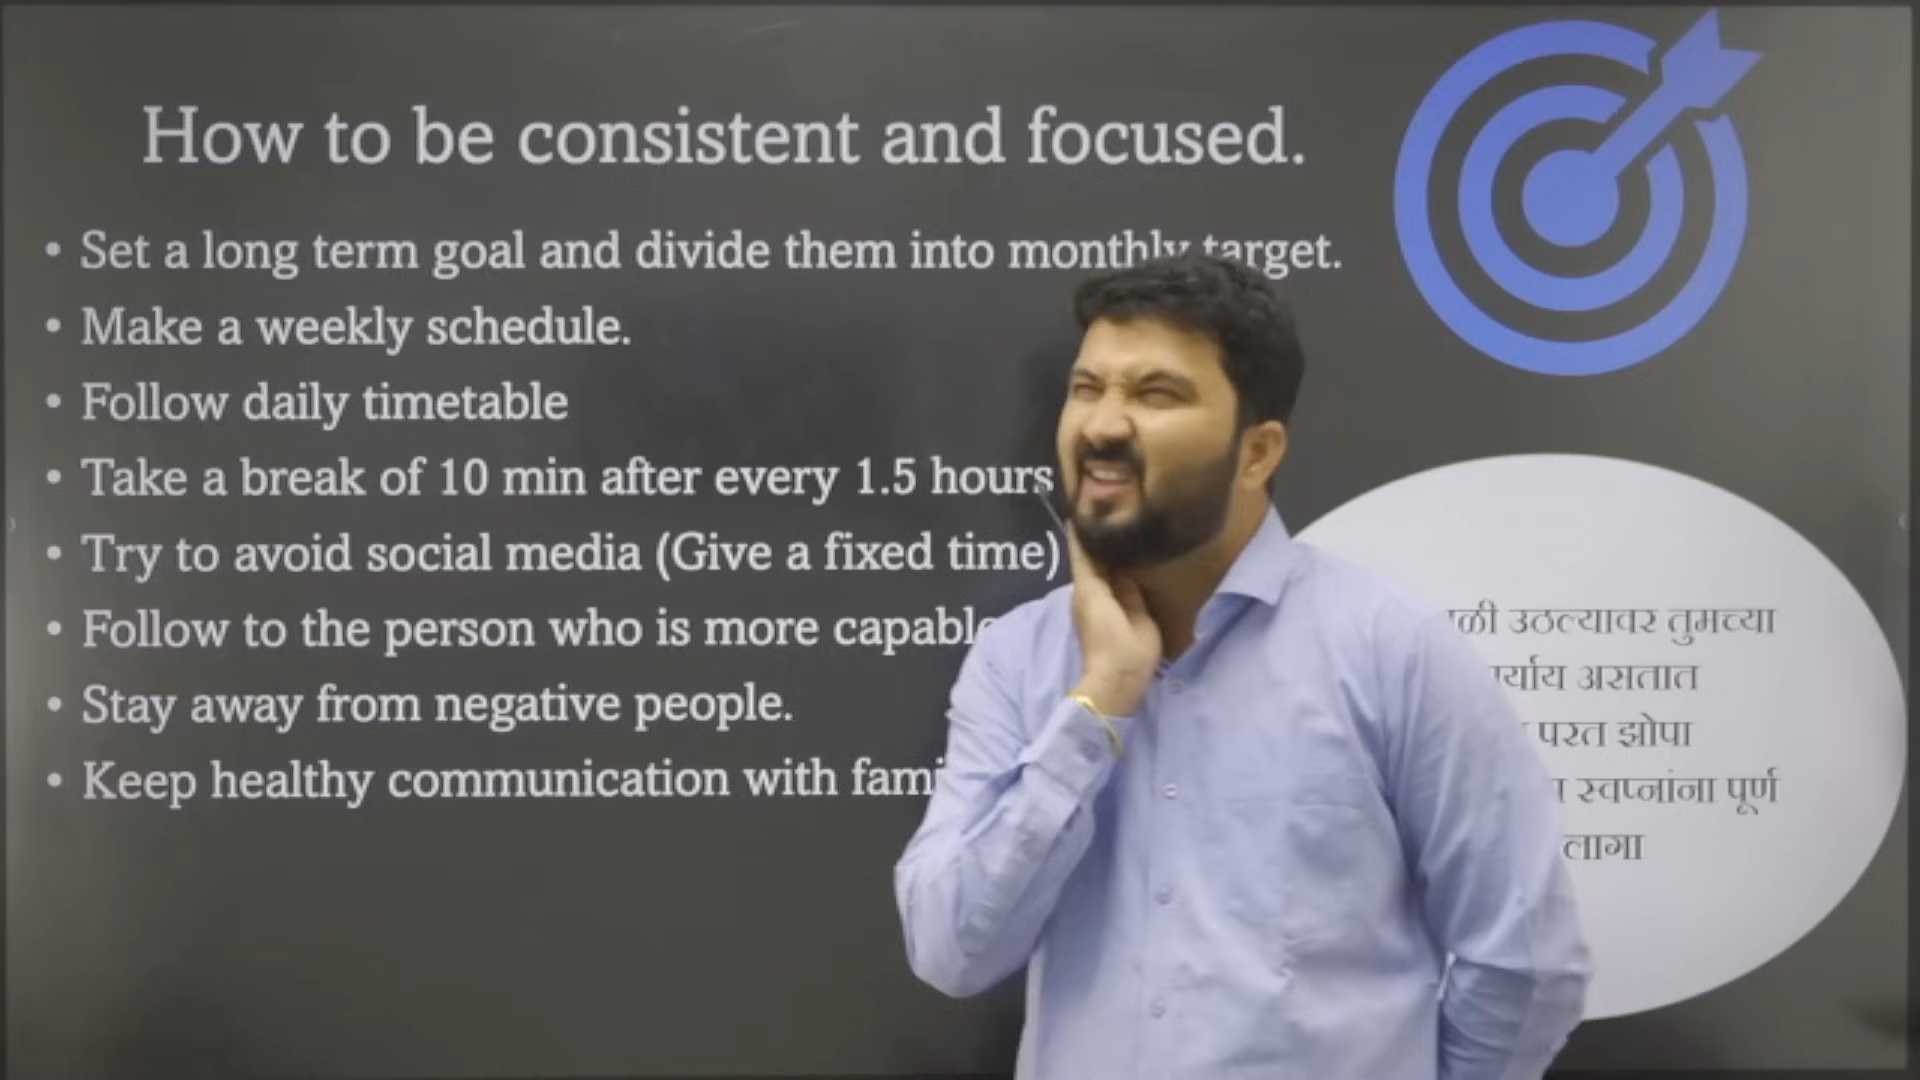 How to be consistent and focused.
• Set a long term goal and divide them into monthly target.
• Make a weekly schedule.
• Follow daily timetable
• Take a break of 10 min after every 1.5 hours
• Try to avoid social media (Give a fixed time)
• Follow to the person who is more
• Stay away from negative people.
• Keep healthy communication with
उठल्यावर तुमच्या
असतात
परत झोपा
स्वप्नांना पूर्ण
लागा